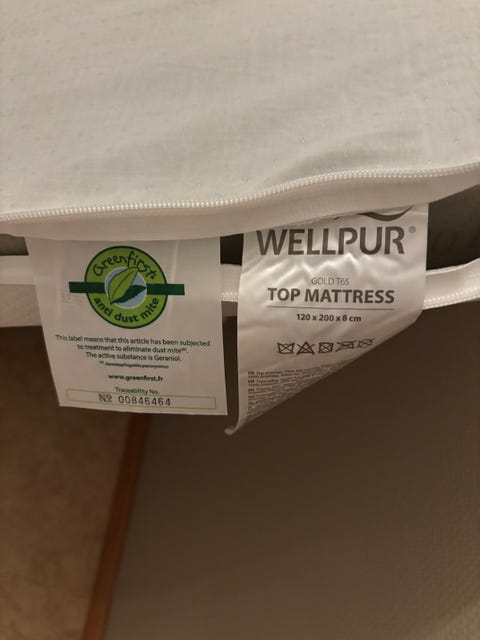 Greenfirst®
anti dust mite
This label means that this article has been subjected
to treatment to eliminate dust mite⁽*⁾.
The active substance is Geraniol.
www.greenfirst.fr
Traceability No.
Nº 00846464
WELLPUR®
GOLD T65
TOP MATTRESS
120 x 200 x 8 cm